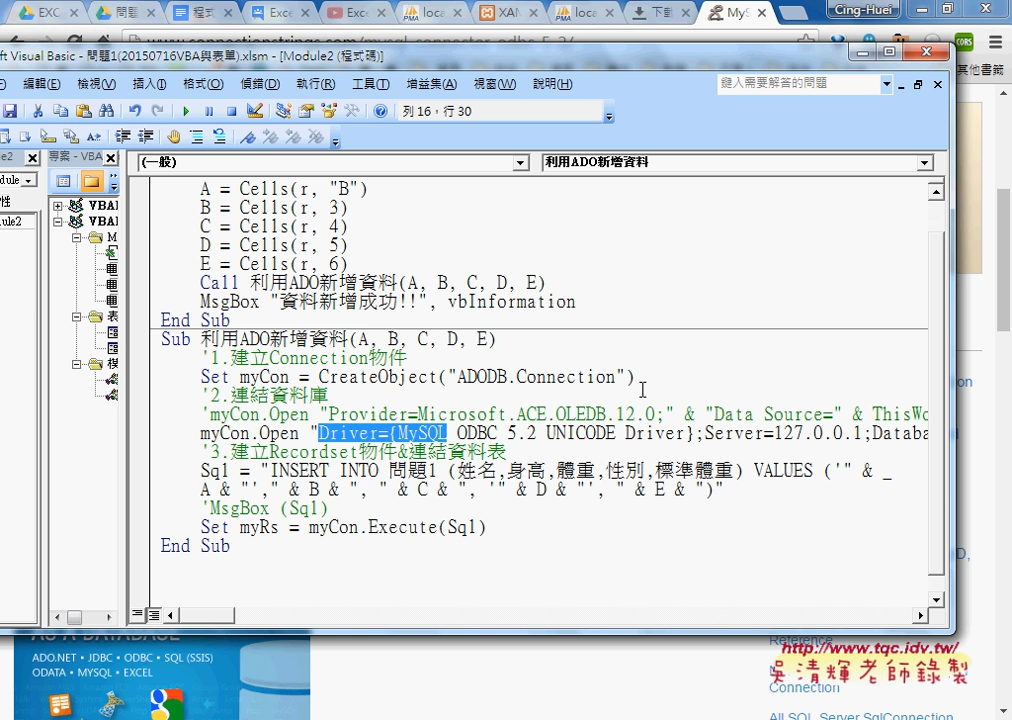 EXC
問題
程式
Exce
Exce
loca
XAM
loca
下載
MyS
Cing-Huei
www.connectionstrings.com/mysql-connector-odbc-5-2/
其他書籤
ft Visual Basic - 問題1(20150716VBA與表單).xlsm - [Module2 (程式碼)]
編輯(E) 檢視(V) 插入(I) 格式(O) 偵錯(D) 執行(R) 工具(T) 增益集(A) 視窗(W) 說明(H)
鍵入需要解答的問題
列 16，行 30
專案 - VBA
(一般)
利用ADO新增資料
A = Cells(r, "B")
B = Cells(r, 3)
C = Cells(r, 4)
D = Cells(r, 5)
E = Cells(r, 6)
Call 利用ADO新增資料(A, B, C, D, E)
MsgBox "資料新增成功!!", vbInformation
End Sub
Sub 利用ADO新增資料(A, B, C, D, E)
'1.建立Connection物件
Set myCon = CreateObject("ADODB.Connection")
'2.連結資料庫
'myCon.Open "Provider=Microsoft.ACE.OLEDB.12.0;" & "Data Source=" & ThisWo
myCon.Open "Driver={MySQL ODBC 5.2 UNICODE Driver};Server=127.0.0.1;Databa
'3.建立Recordset物件&連結資料表
Sql = "INSERT INTO 問題1 (姓名,身高,體重,性別,標準體重) VALUES ('" & _
A & "'," & B & ", " & C & ", '" & D & "', " & E & ")"
'MsgBox (Sql)
Set myRs = myCon.Execute(Sql)
End Sub
VBAI
VBAI
AS A DATABASE
ADO.NET • JDBC • ODBC • SQL (SSIS)
ODATA • MYSQL • EXCEL
Reference
http://www.tqc.idv.tw/
吳清輝老師錄製
Connection
All SQL Server SqlConnection